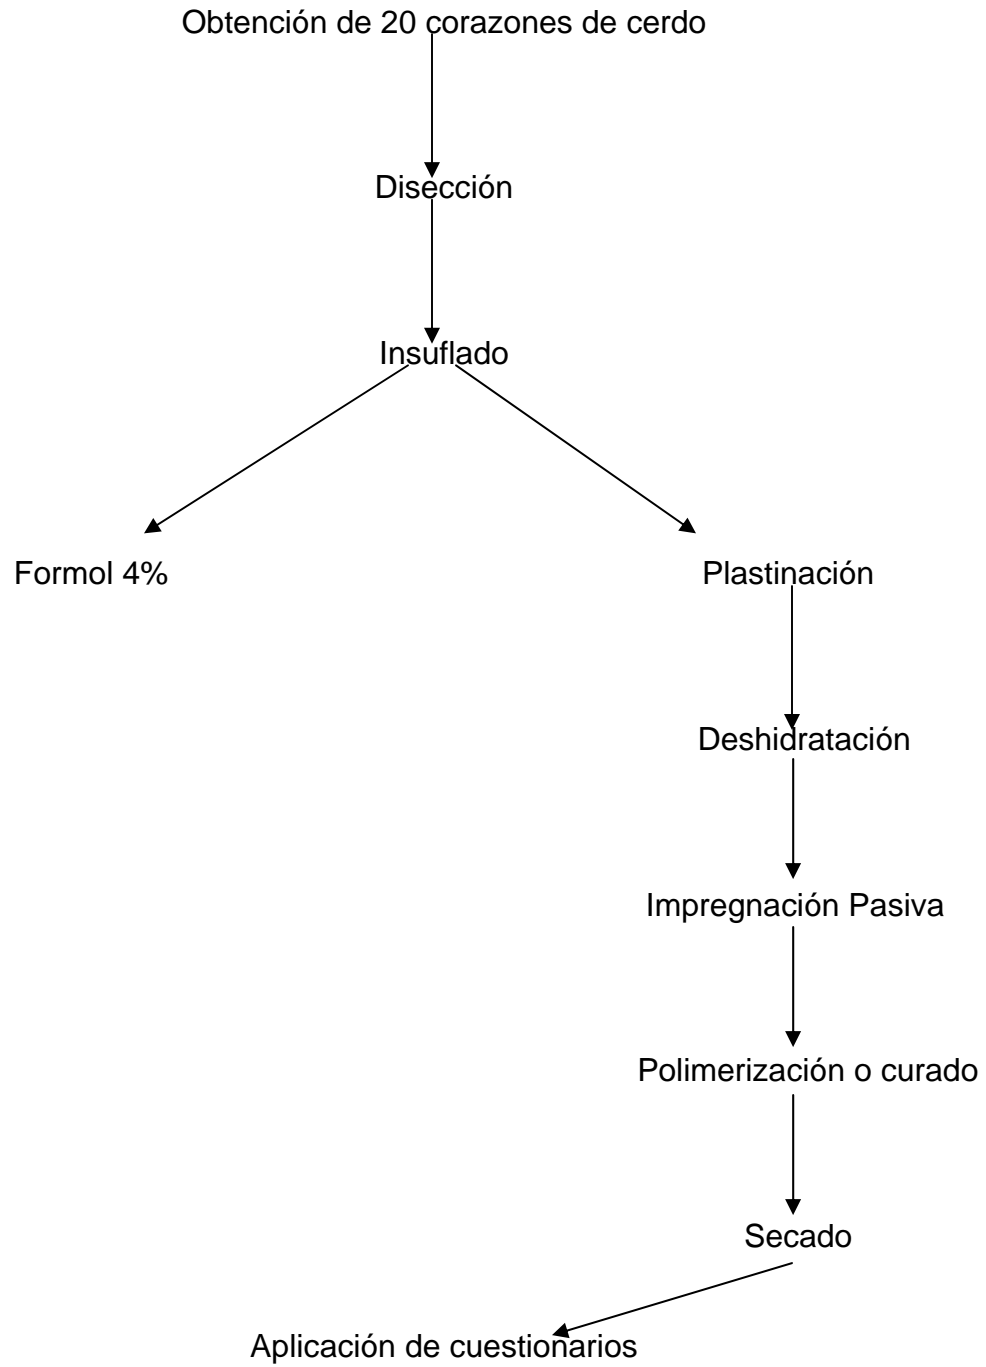 Obtención de 20 corazones de cerdo
Disección
Insuflado
Formol 4%
Plastinación
Deshidratación
Impregnación Pasiva
Polimerización o curado
Secado
Aplicación de cuestionarios